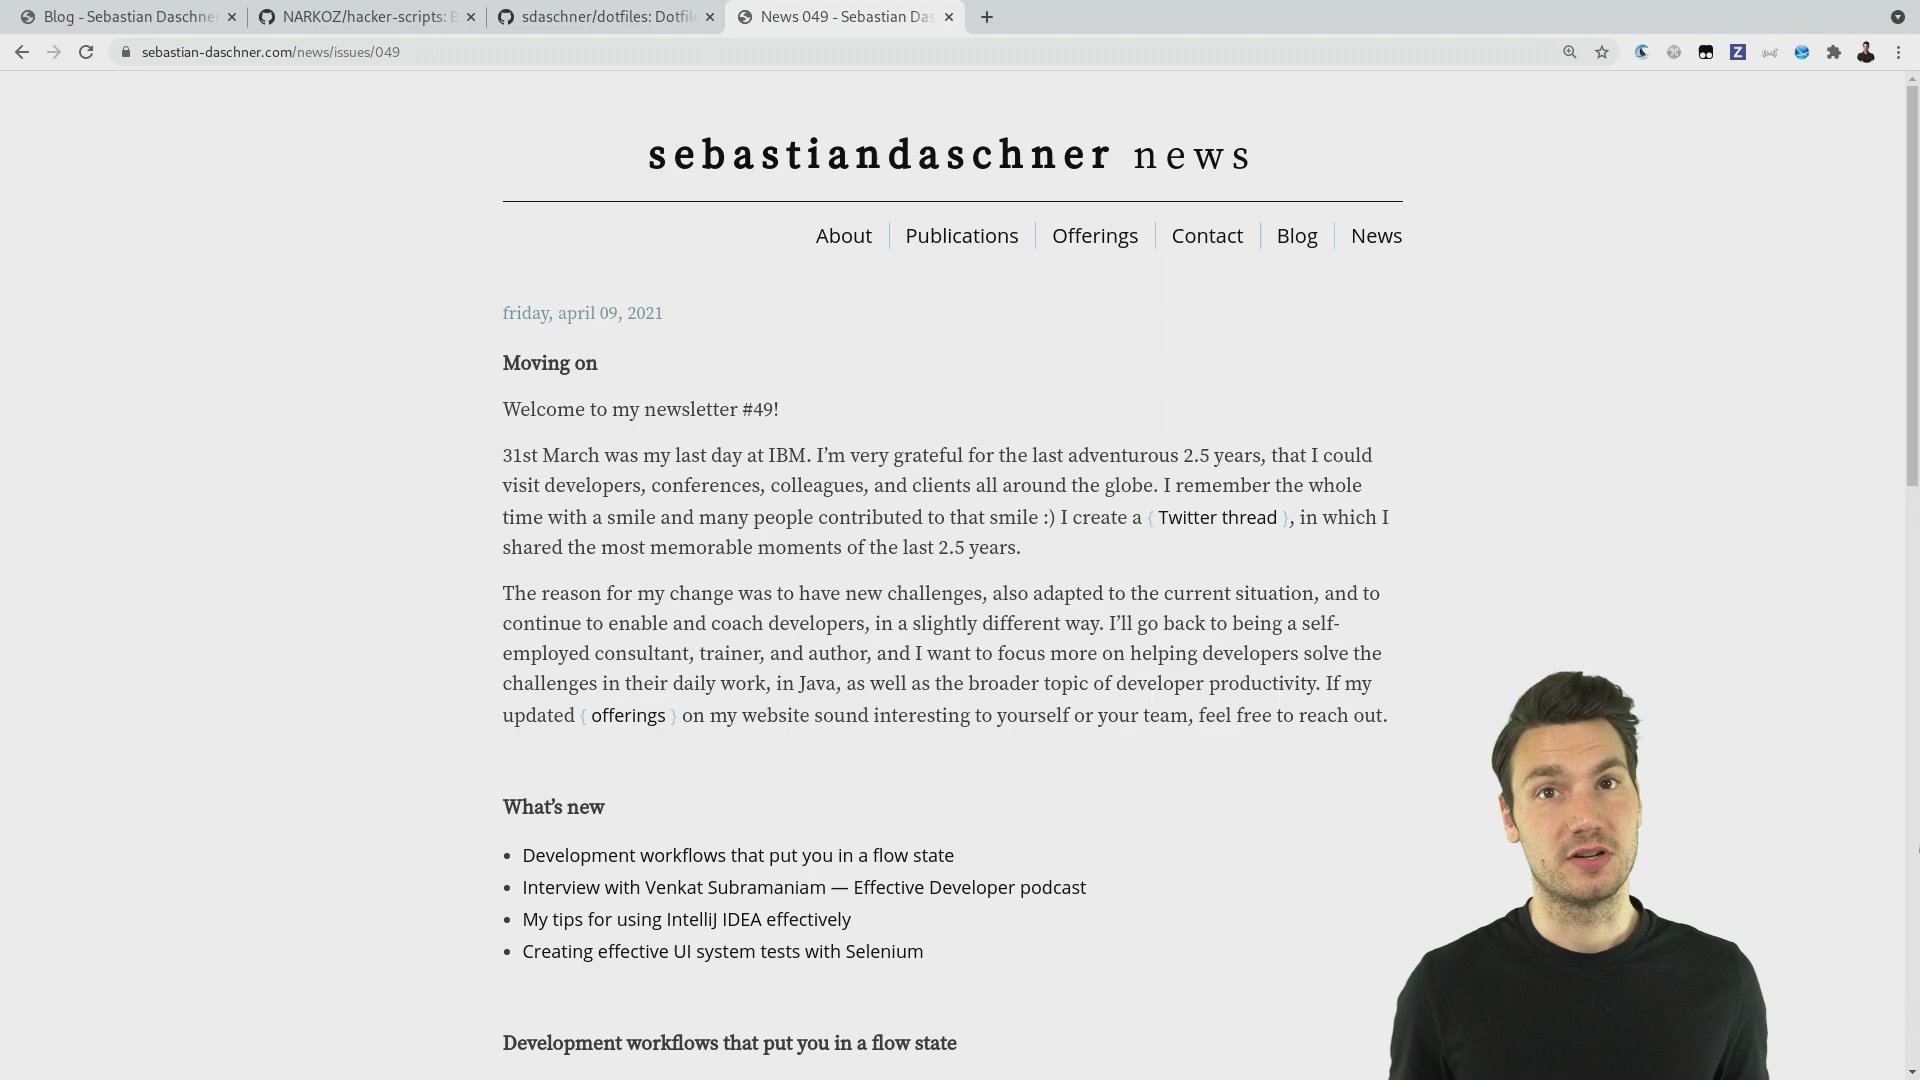 Blog - Sebastian Daschne
NARKOZ/hacker-scripts:
sdaschner/dotfiles:
News 049 - Sebastian Das
sebastian-daschner.com/news/issues/049
sebastiandaschner news
About
Publications
Offerings
Contact
Blog
News
friday, april 09, 2021
Moving on
Welcome to my newsletter #49!
31st March was my last day at IBM. I’m very grateful for the last adventurous 2.5 years, that I could
visit developers, conferences, colleagues, and clients all around the globe. I remember the whole
time with a smile and many people contributed to that smile :) I create a { Twitter thread }, in which I
shared the most memorable moments of the last 2.5 years.
The reason for my change was to have new challenges, also adapted to the current situation, and to
continue to enable and coach developers, in a slightly different way. I’ll go back to being a self-
employed consultant, trainer, and author, and I want to focus more on helping developers solve the
challenges in their daily work, in Java, as well as the broader topic of developer productivity. If my
updated { offerings } on my website sound interesting to yourself or your team, feel free to reach out.
What’s new
• Development workflows that put you in a flow state
• Interview with Venkat Subramaniam — Effective Developer podcast
• My tips for using IntelliJ IDEA effectively
• Creating effective UI system tests with Selenium
Development workflows that put you in a flow state